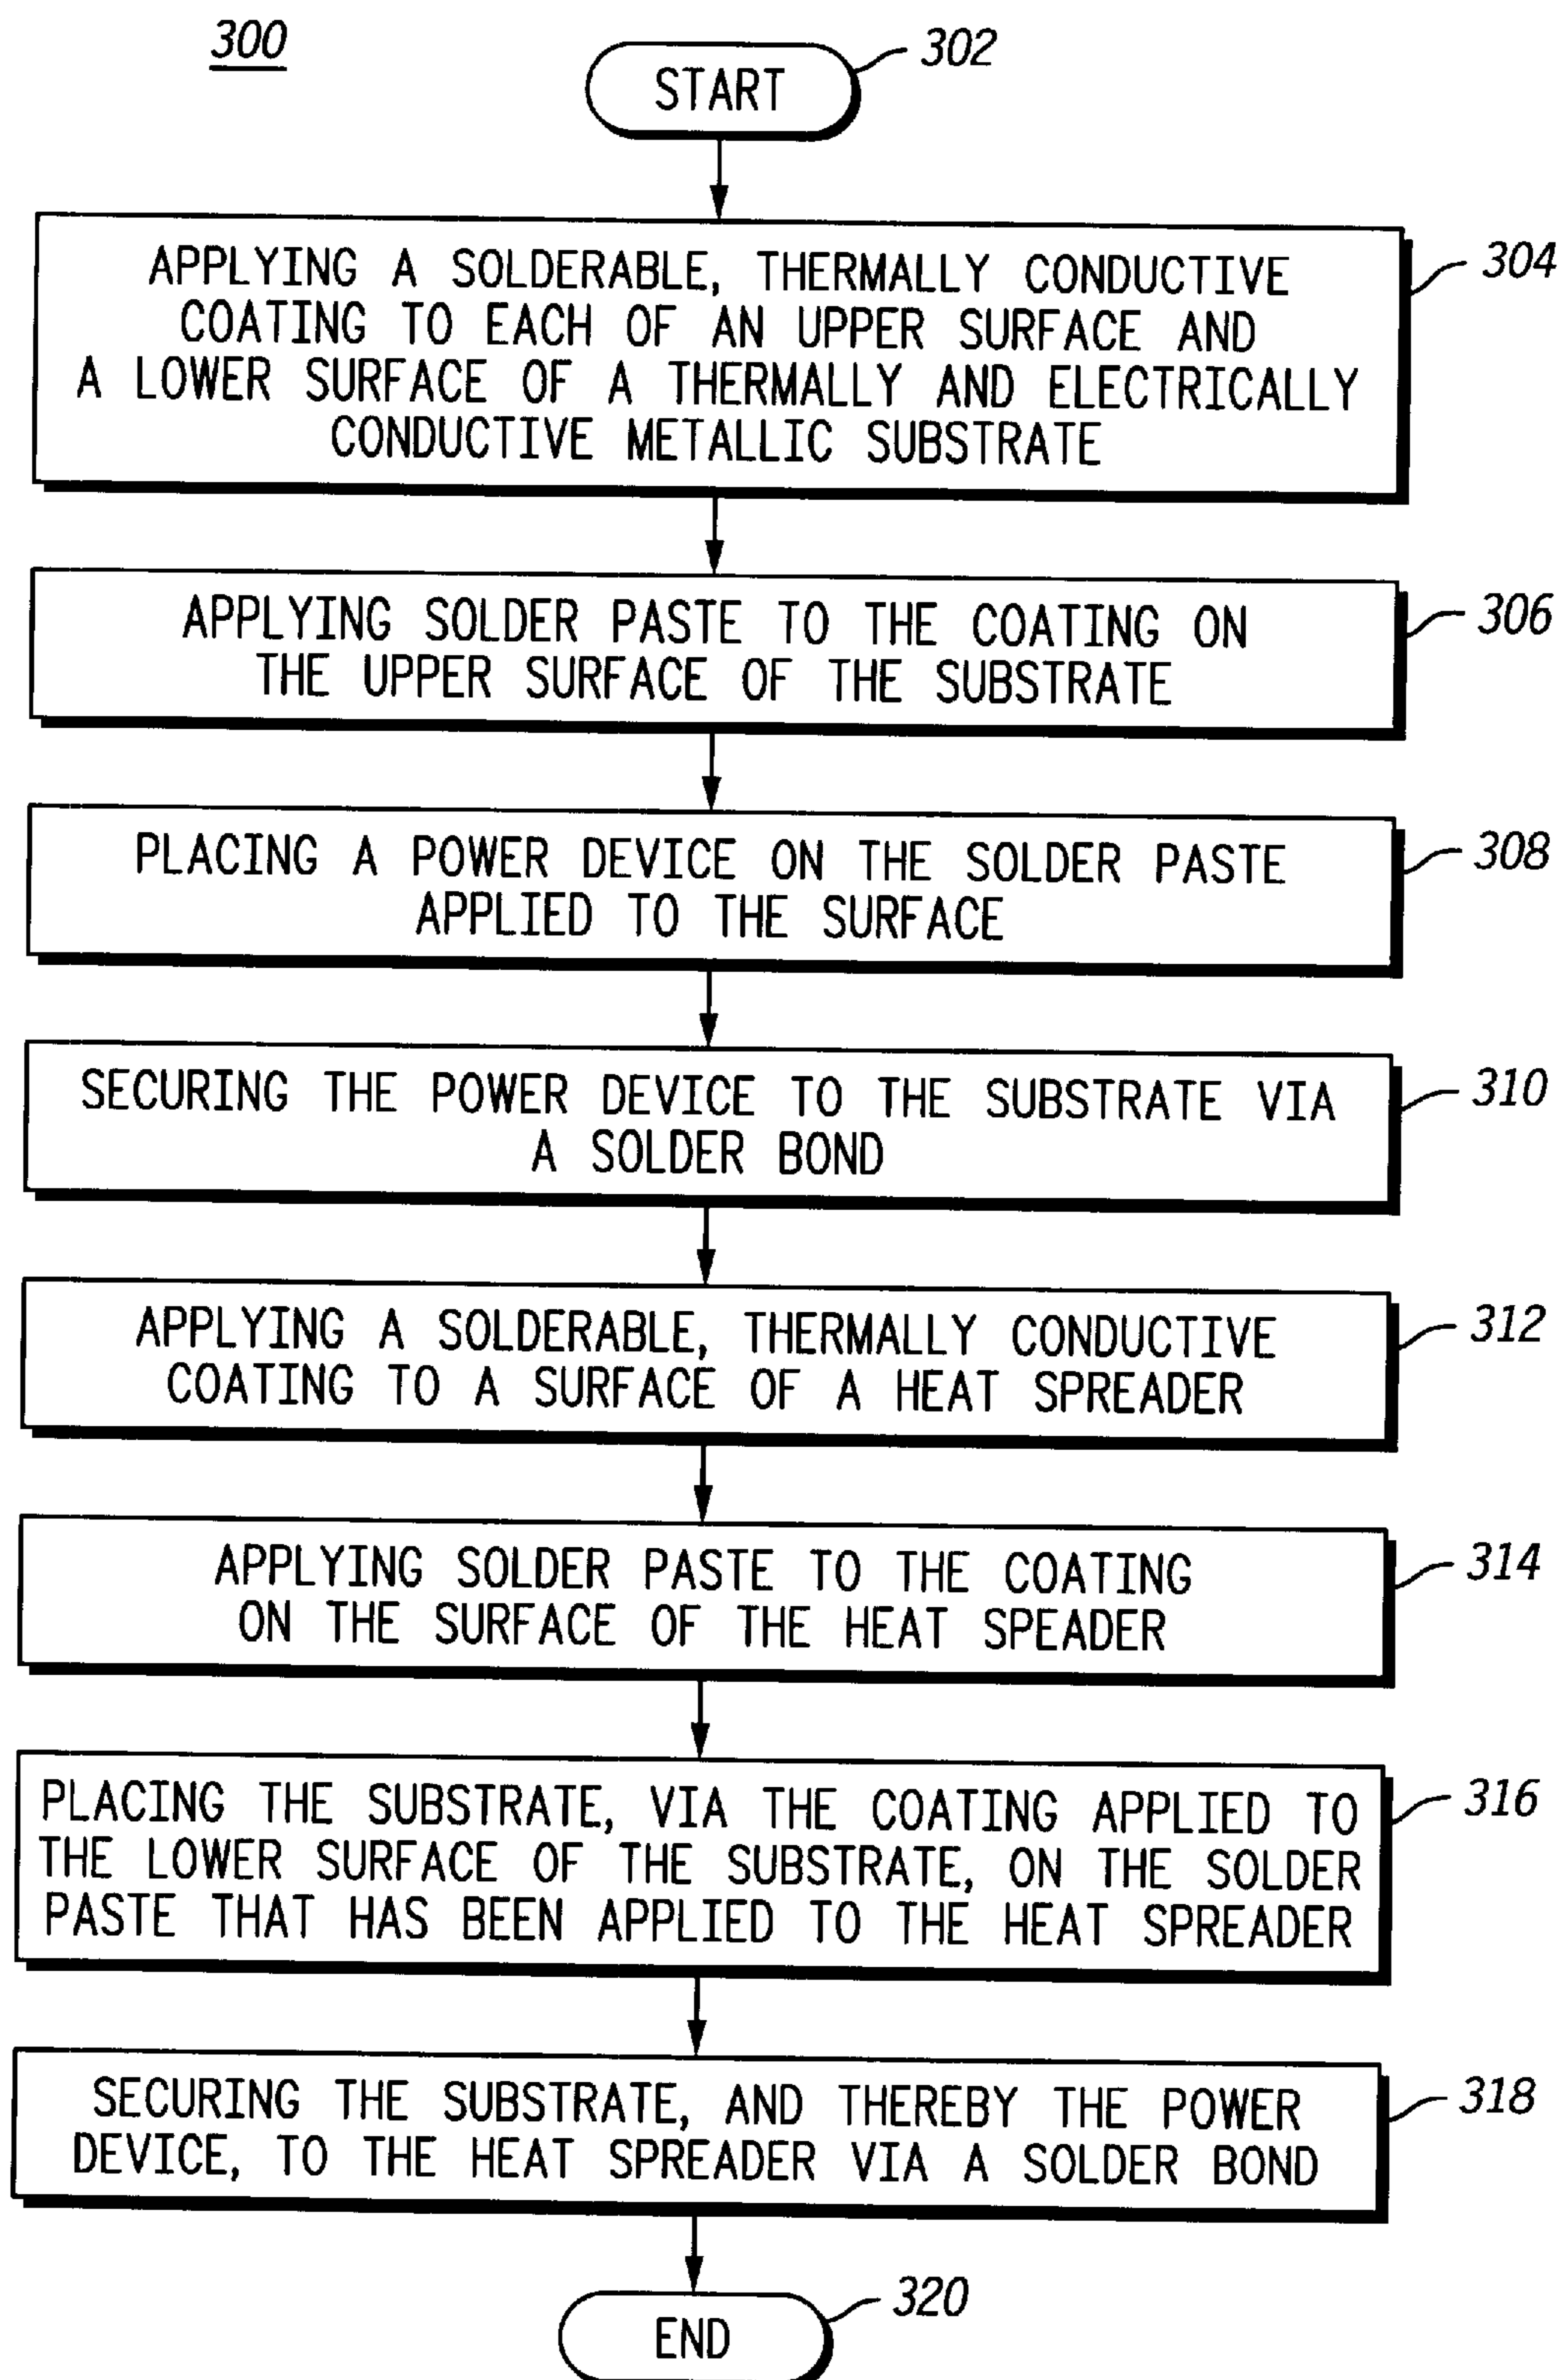 300
START
302
APPLYING A SOLDERABLE, THERMALLY CONDUCTIVE
COATING TO EACH OF AN UPPER SURFACE AND
A LOWER SURFACE OF A THERMALLY AND ELECTRICALLY
CONDUCTIVE METALLIC SUBSTRATE
304
APPLYING SOLDER PASTE TO THE COATING ON
THE UPPER SURFACE OF THE SUBSTRATE
306
PLACING A POWER DEVICE ON THE SOLDER PASTE
APPLIED TO THE SURFACE
308
SECURING THE POWER DEVICE TO THE SUBSTRATE VIA
A SOLDER BOND
310
APPLYING A SOLDERABLE, THERMALLY CONDUCTIVE
COATING TO A SURFACE OF A HEAT SPREADER
312
APPLYING SOLDER PASTE TO THE COATING
ON THE SURFACE OF THE HEAT SPEADER
314
PLACING THE SUBSTRATE, VIA THE COATING APPLIED TO
THE LOWER SURFACE OF THE SUBSTRATE, ON THE SOLDER
PASTE THAT HAS BEEN APPLIED TO THE HEAT SPREADER
316
SECURING THE SUBSTRATE, AND THEREBY THE POWER
DEVICE, TO THE HEAT SPREADER VIA A SOLDER BOND
318
END
320